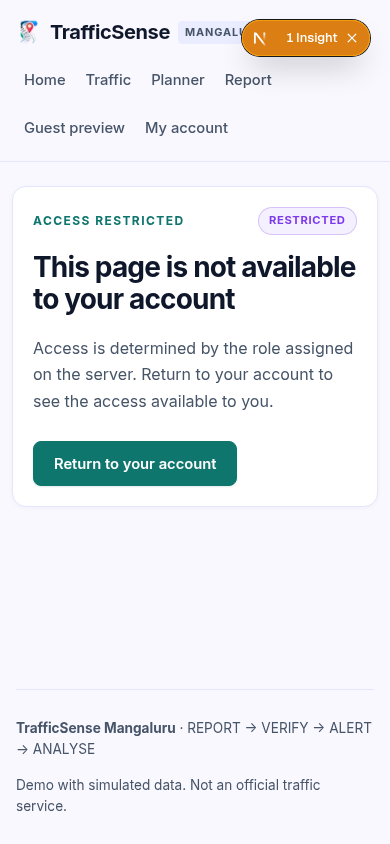 TrafficSense
1 Insight
Home Traffic Planner Report
Guest preview My account
ACCESS RESTRICTED RESTRICTED
This page is not available
to your account
Access is determined by the role assigned
on the server. Return to your account to
see the access available to you.
Return to your account
TrafficSense Mangaluru · REPORT → VERIFY → ALERT
→ ANALYSE
Demo with simulated data. Not an official traffic
service.